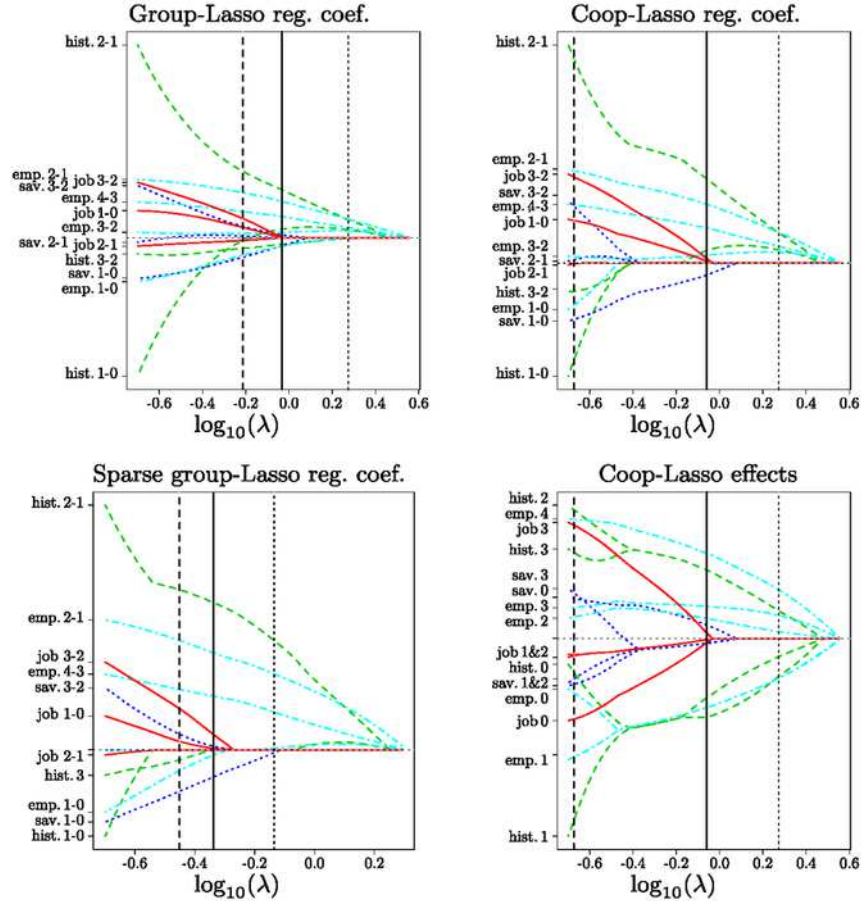 Group-Lasso reg. coef.
hist. 2-1
emp. 2-1
job 3-2
sav. 3-2
emp. 4-3
job 1-0
emp. 3-2
sav. 2-1
job 2-1
hist. 3-2
sav. 1-0
emp. 1-0
hist. 1-0
-0.6 -0.4 -0.2 0.0 0.2 0.4 0.6
log10(λ)
Coop-Lasso reg. coef.
hist. 2-1
emp. 2-1
job 3-2
sav. 3-2
emp. 4-3
job 1-0
emp. 3-2
sav. 2-1
job 2-1
hist. 3-2
emp. 1-0
sav. 1-0
hist. 1-0
-0.6 -0.4 -0.2 0.0 0.2 0.4 0.6
log10(λ)
Sparse group-Lasso reg. coef.
hist. 2-1
emp. 2-1
job 3-2
emp. 4-3
sav. 3-2
job 1-0
job 2-1
hist. 3
emp. 1-0
sav. 1-0
hist. 1-0
-0.6 -0.4 -0.2 0.0 0.2
log10(λ)
Coop-Lasso effects
hist. 2
emp. 4
job 3
hist. 3
sav. 3
sav. 0
emp. 3
emp. 2
job 1&2
hist. 0
sav. 1&2
emp. 0
job 0
emp. 1
hist. 1
-0.6 -0.4 -0.2 0.0 0.2 0.4 0.6
log10(λ)